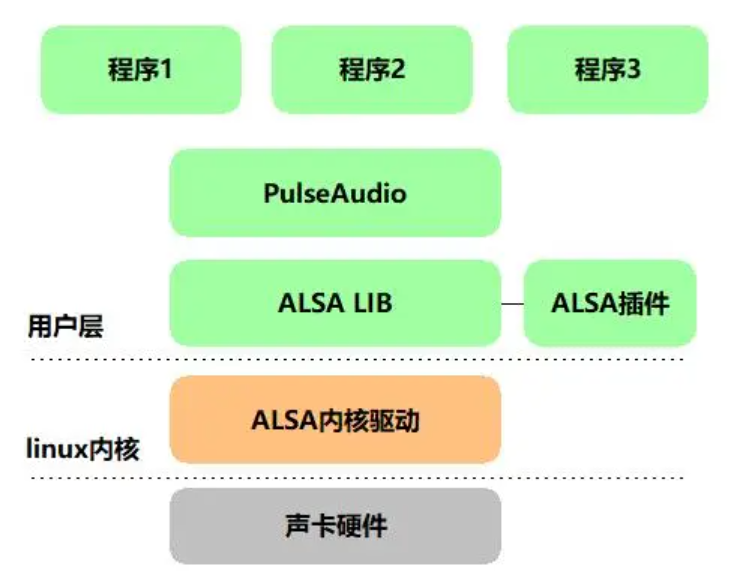 程序1
程序2
程序3
PulseAudio
ALSA LIB
ALSA插件
用户层
ALSA内核驱动
linux内核
声卡硬件